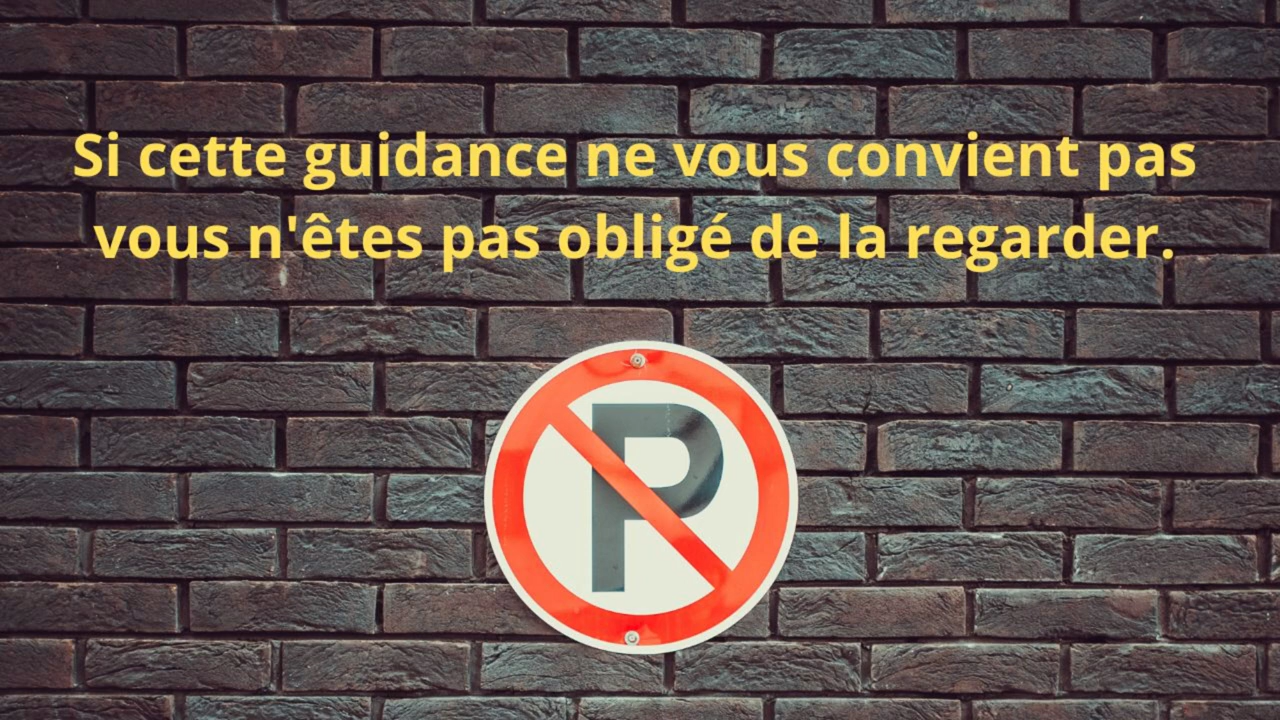 Si cette guidance ne vous convient pas
vous n'êtes pas obligé de la regarder.
P